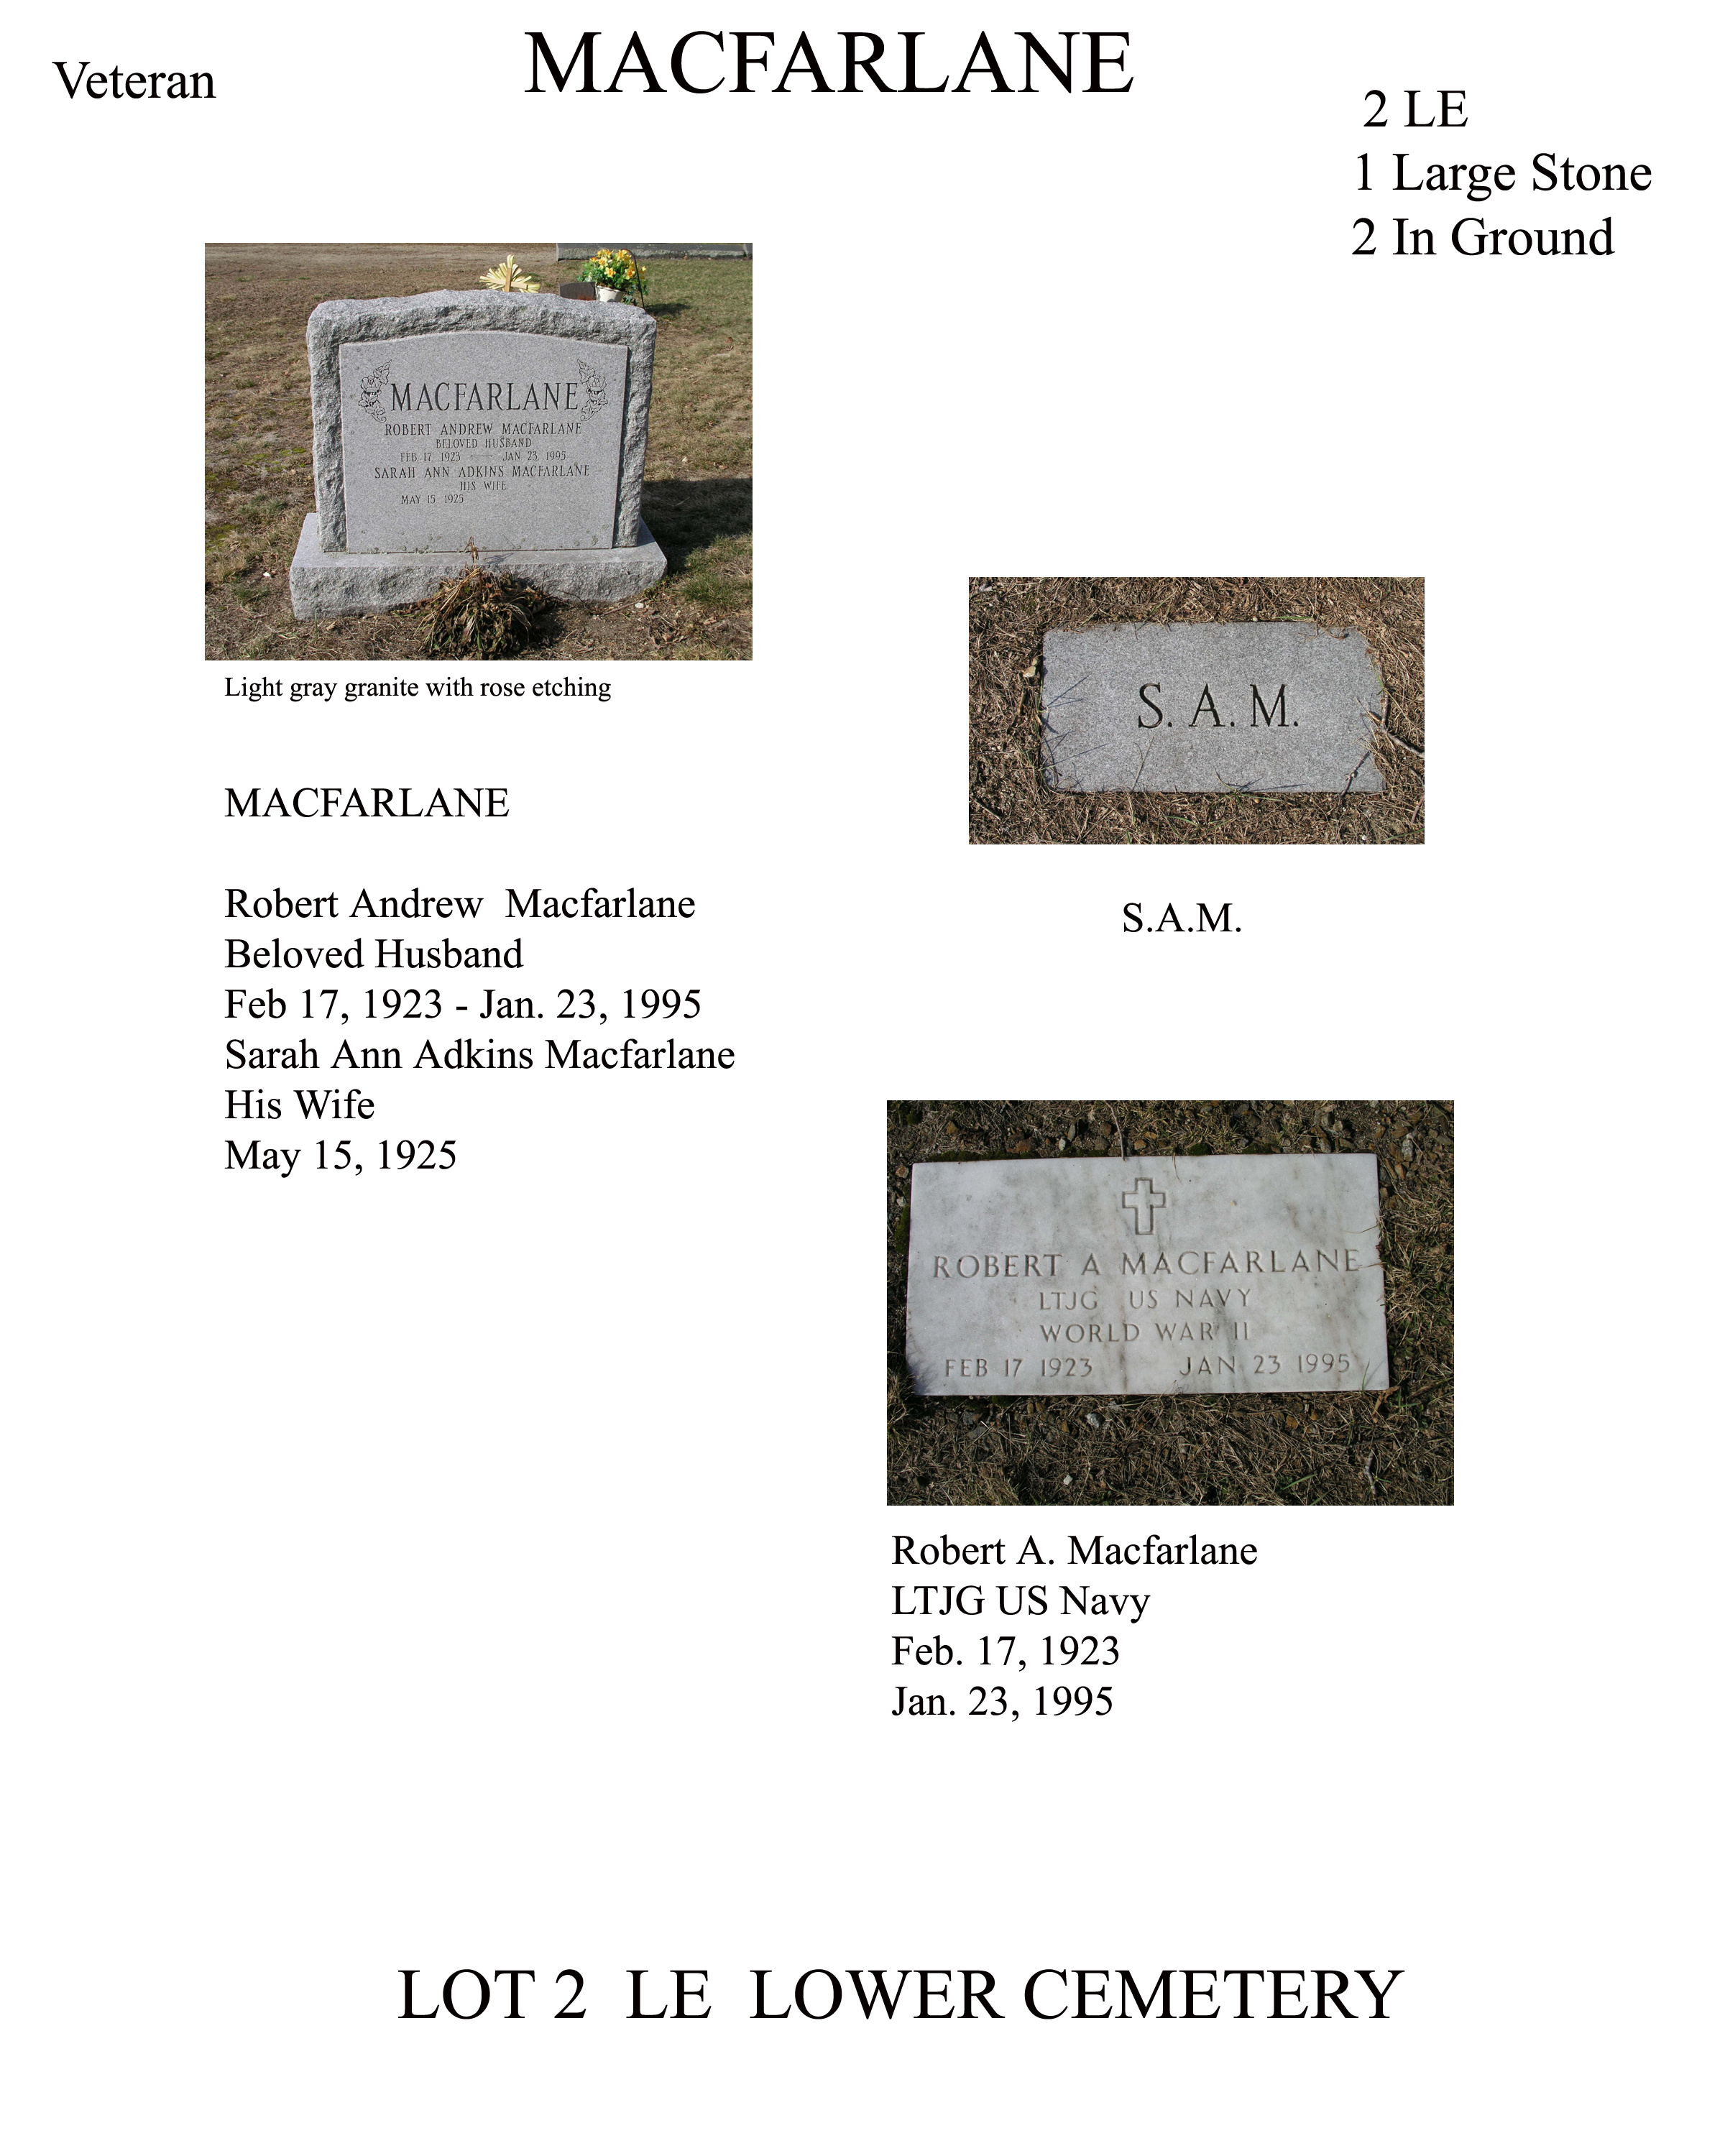 Veteran
MACFARLANE
2 LE
1 Large Stone
2 In Ground
MACFARLANE
ROBERT ANDREW MACFARLANE
BELOVED HUSBAND
FEB. 17, 1923 — JAN. 23, 1995
SARAH ANN ADKINS MACFARLANE
HIS WIFE
MAY 15, 1925
Light gray granite with rose etching
MACFARLANE
Robert Andrew Macfarlane
Beloved Husband
Feb 17, 1923 - Jan. 23, 1995
Sarah Ann Adkins Macfarlane
His Wife
May 15, 1925
S. A. M.
S.A.M.
ROBERT A MACFARLANE
LTJG US NAVY
WORLD WAR II
FEB 17 1923 JAN 23 1995
Robert A. Macfarlane
LTJG US Navy
Feb. 17, 1923
Jan. 23, 1995
LOT 2 LE LOWER CEMETERY